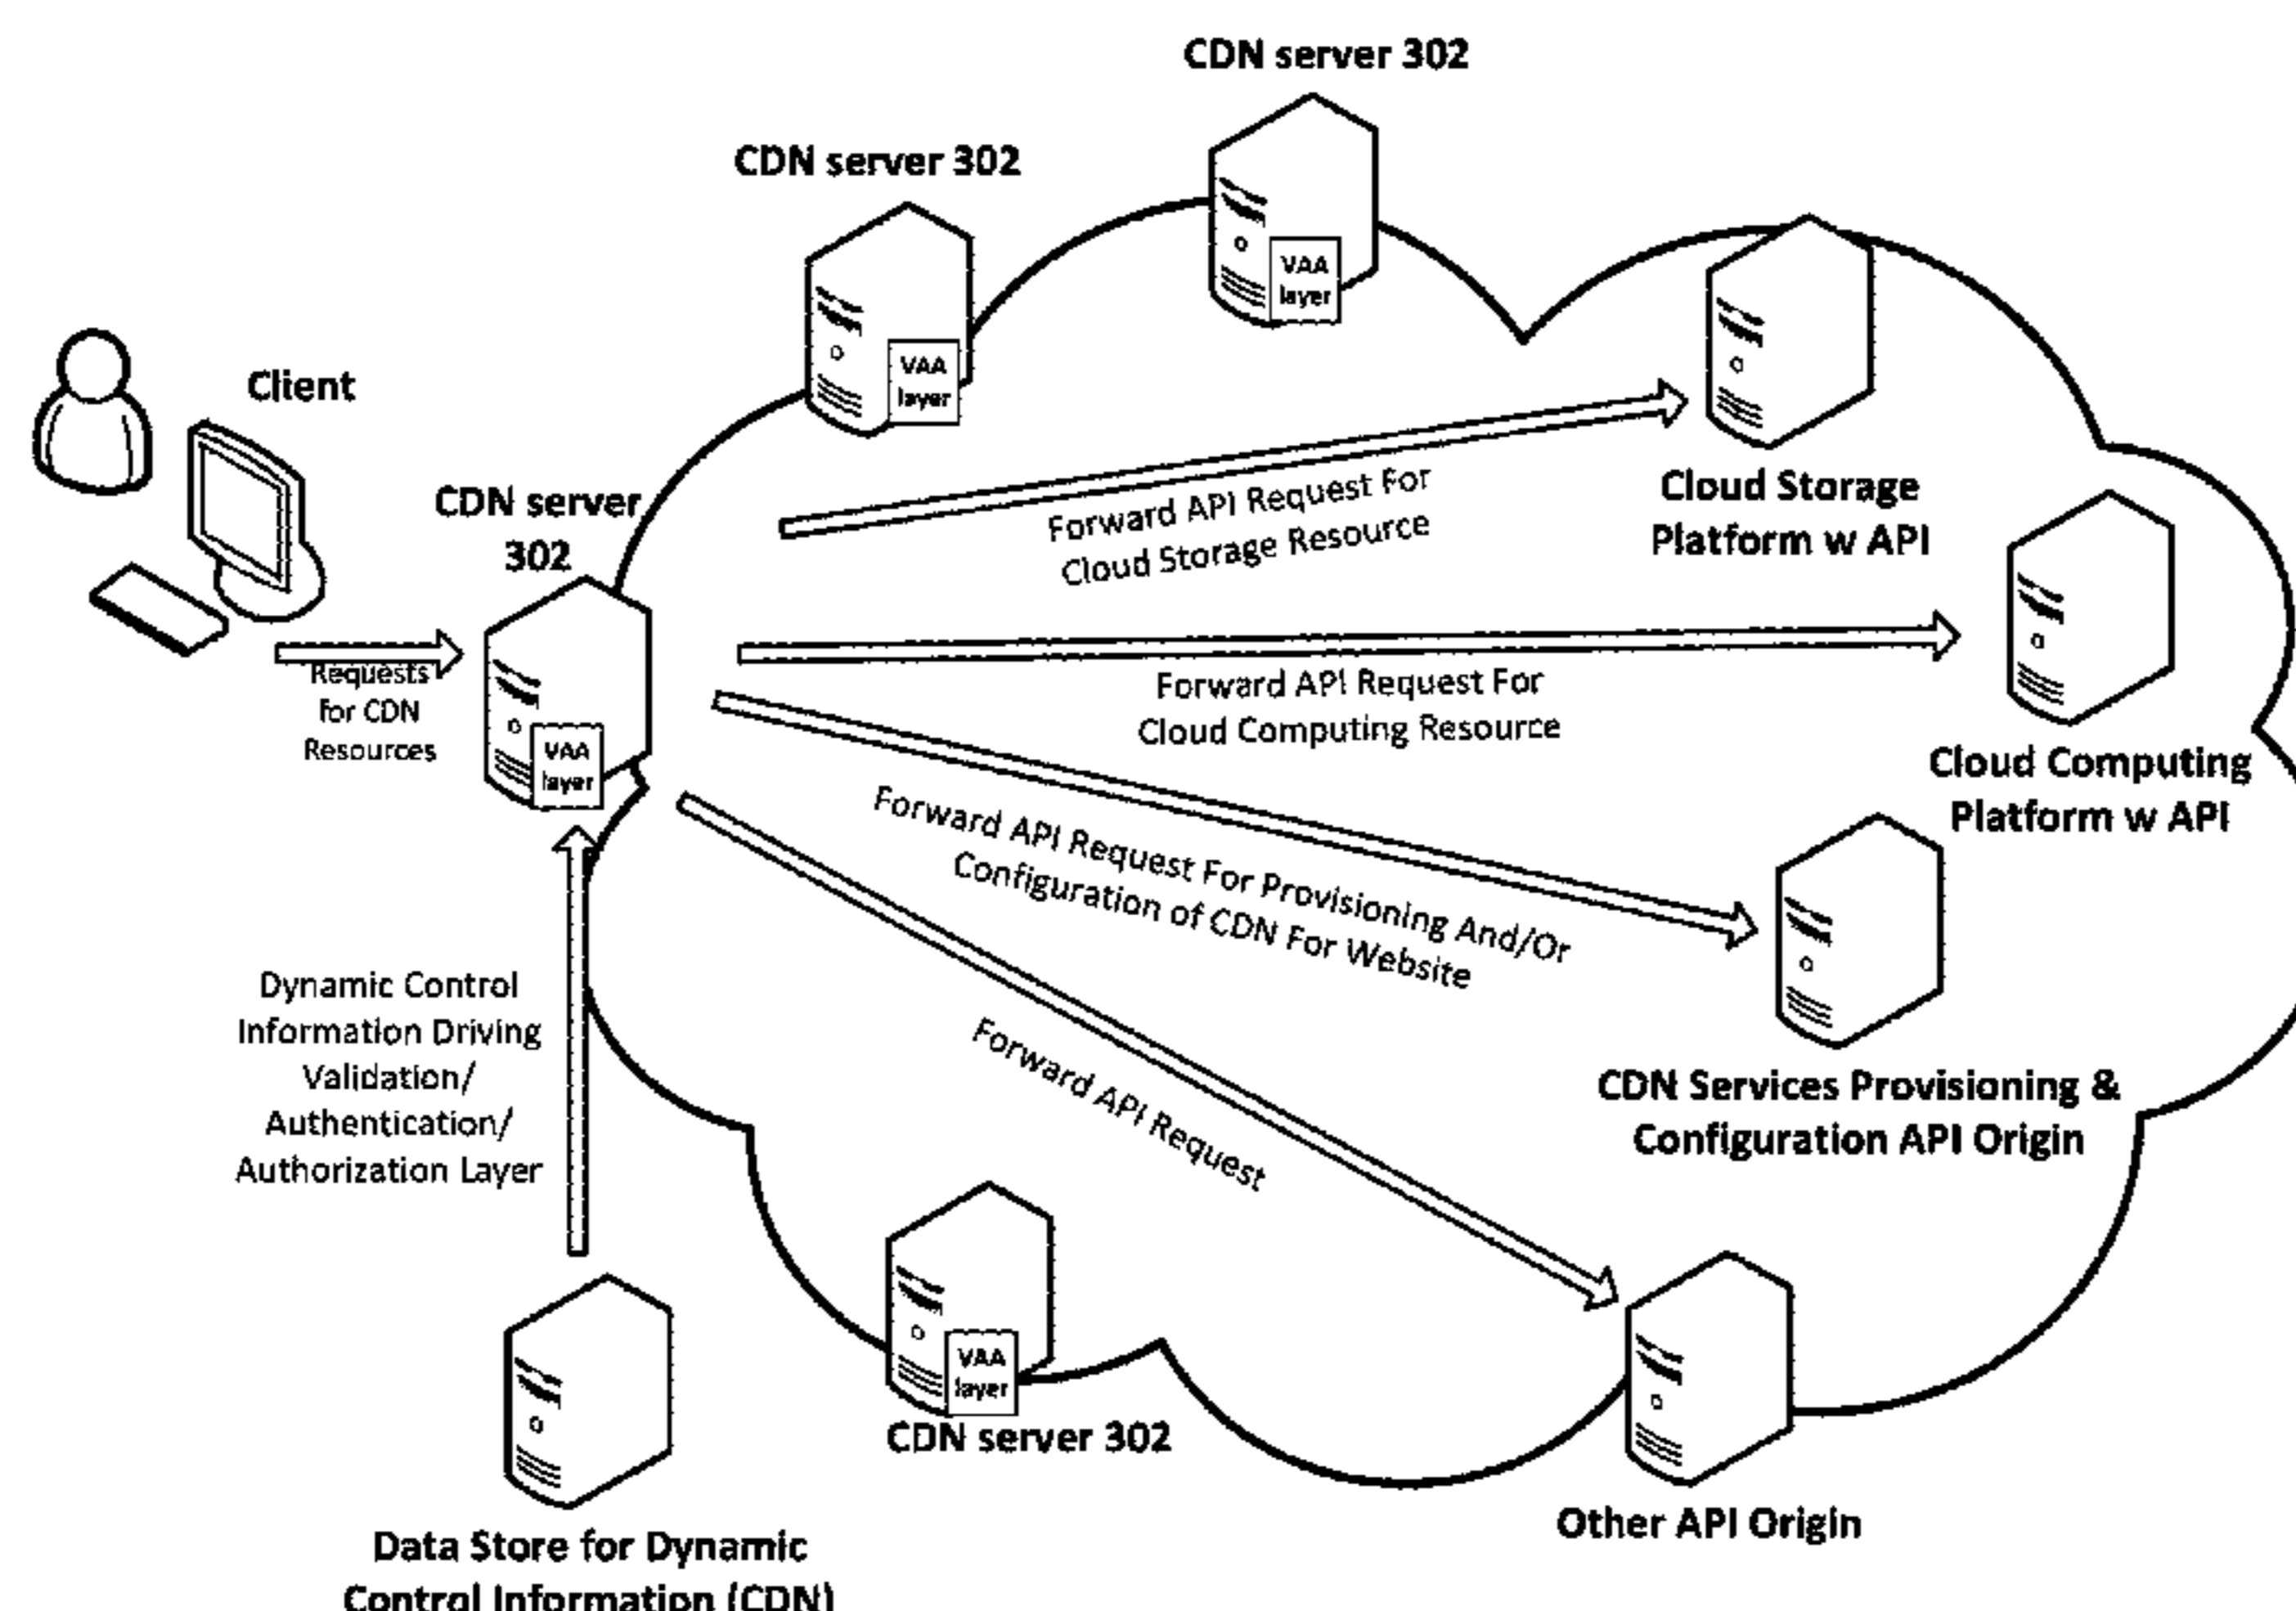 CDN server 302
CDN server 302
VAA
layer
VAA
layer
Client
CDN server
302
VAA
layer
Requests
for CDN
Resources
Forward API Request For
Cloud Storage Resource
Cloud Storage
Platform w API
Forward API Request For
Cloud Computing Resource
Cloud Computing
Platform w API
Forward API Request For Provisioning And/Or
Configuration of CDN For Website
CDN Services Provisioning &
Configuration API Origin
Forward API Request
Dynamic Control
Information Driving
Validation/
Authentication/
Authorization Layer
VAA
layer
CDN server 302
Other API Origin
Data Store for Dynamic
Control Information (CDN)